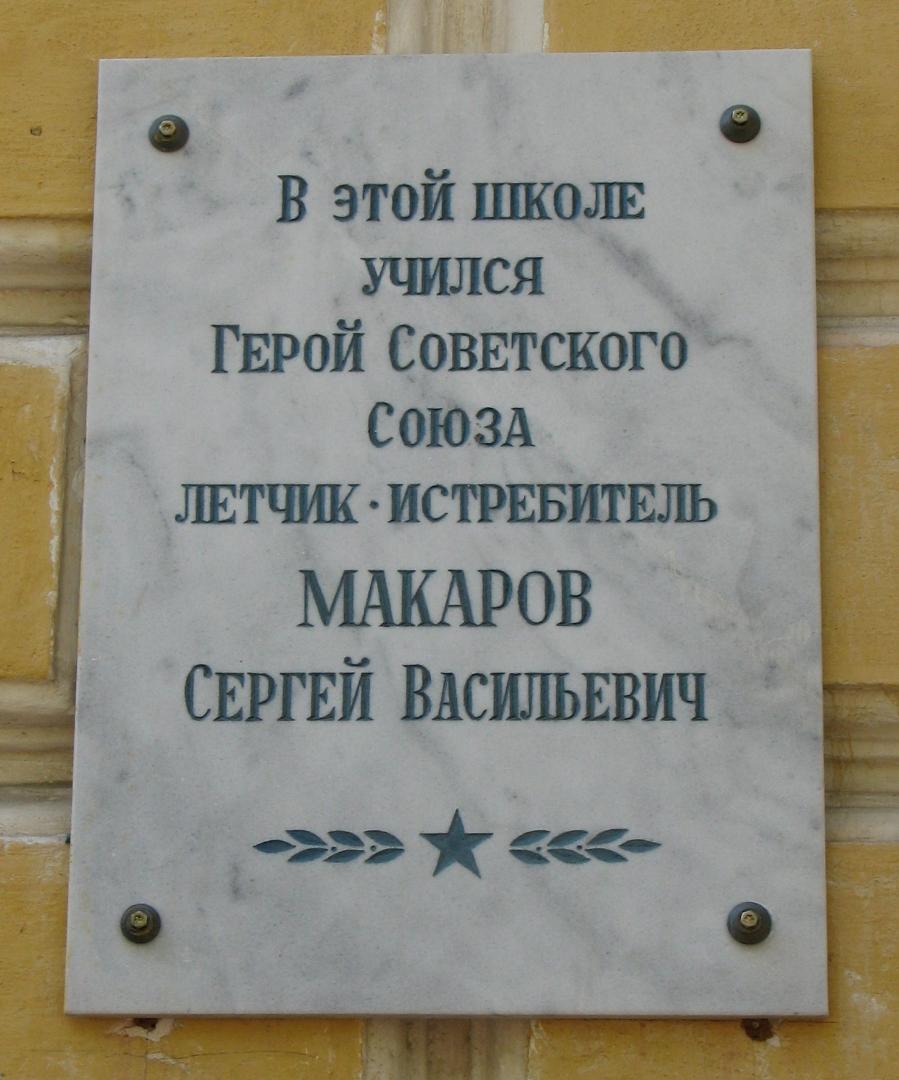 В этой школе
учился
Герой Советского
Союза
летчик · истребитель
МАКАРОВ
Сергей Васильевич